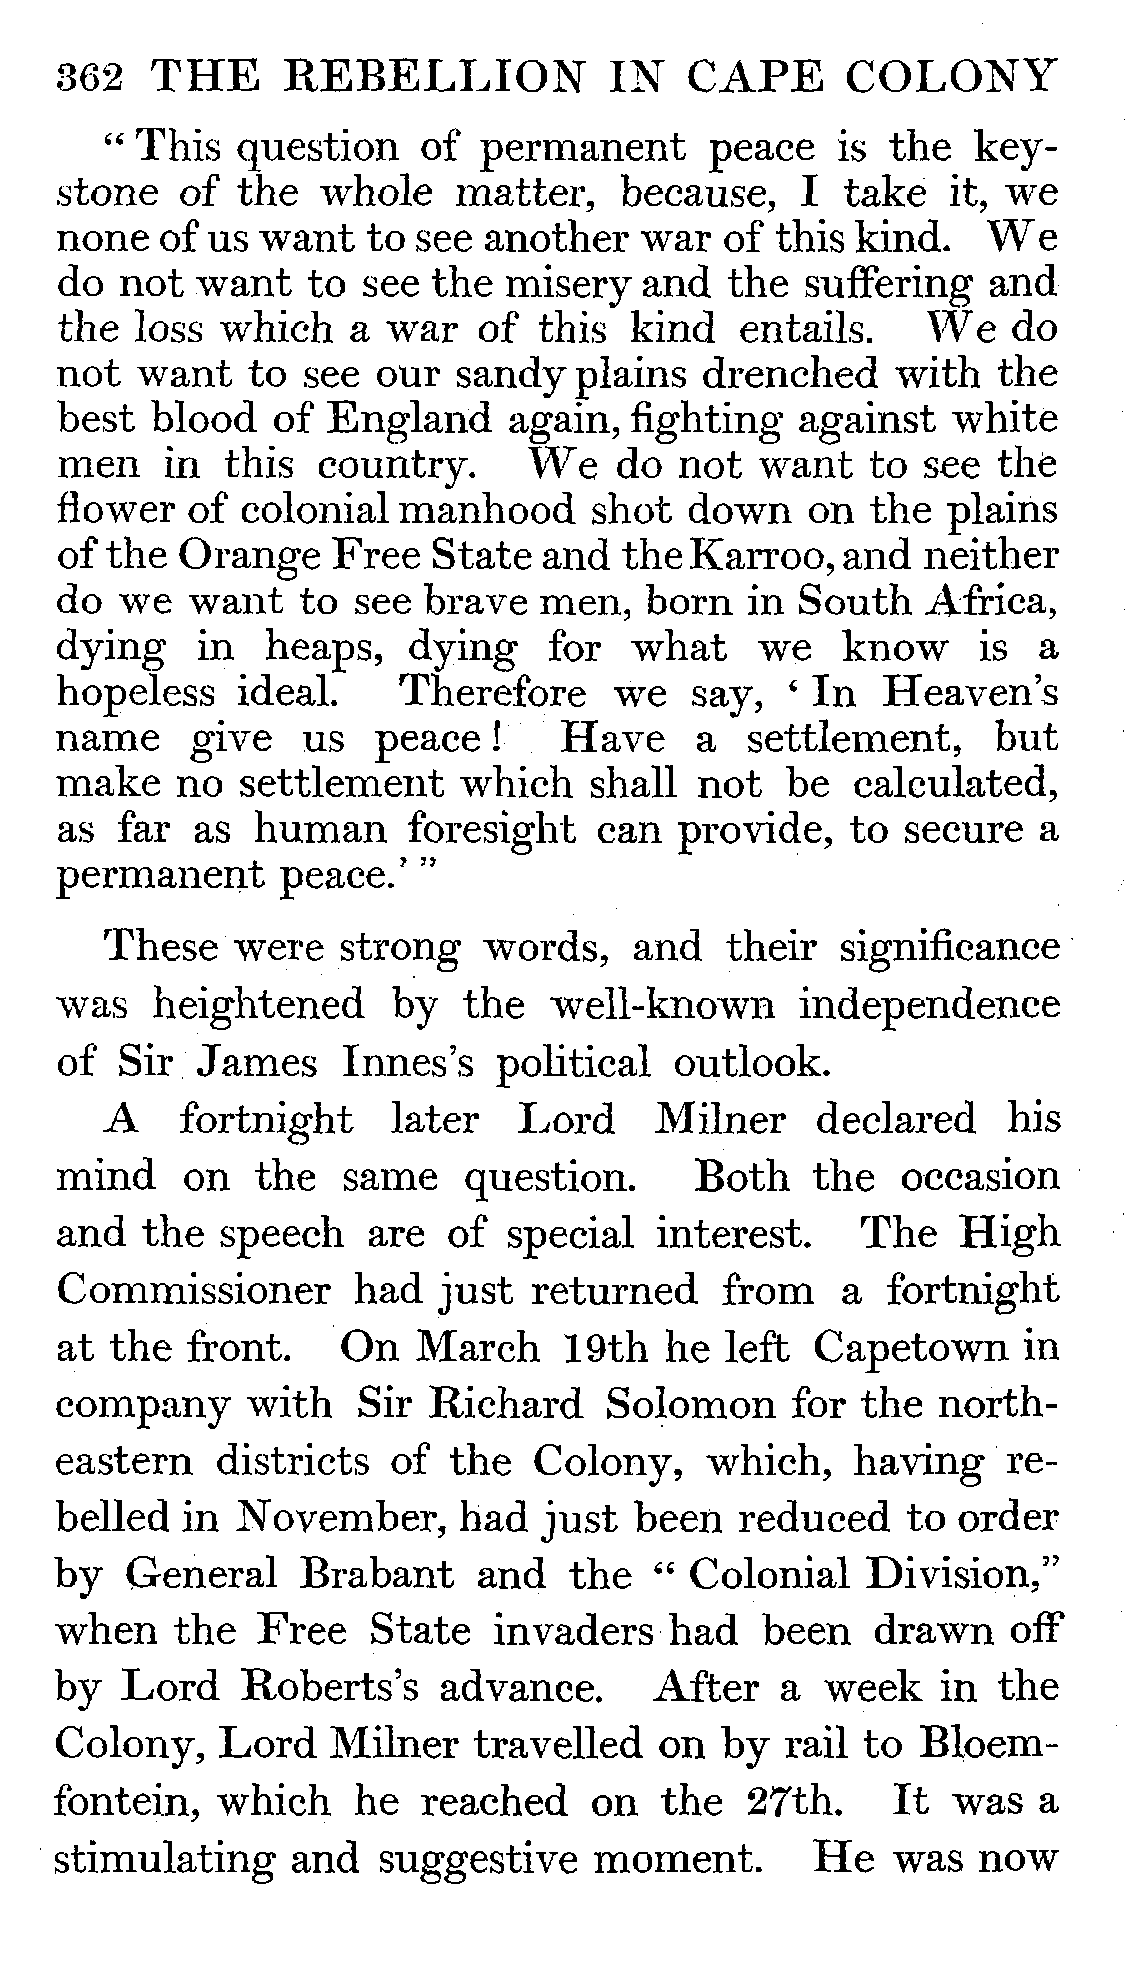 362 THE REBELLION IN CAPE COLONY
“ This question of permanent peace is the key-
stone of the whole matter, because, I take it, we
none of us want to see another war of this kind. We
do not want to see the misery and the suffering and
the loss which a war of this kind entails. We do
not want to see our sandy plains drenched with the
best blood of England again, fighting against white
men in this country. We do not want to see the
flower of colonial manhood shot down on the plains
of the Orange Free State and the Karroo, and neither
do we want to see brave men, born in South Africa,
dying in heaps, dying for what we know is a
hopeless ideal. Therefore we say, ‘ In Heaven’s
name give us peace ! Have a settlement, but
make no settlement which shall not be calculated,
as far as human foresight can provide, to secure a
permanent peace.’ ”
These were strong words, and their significance
was heightened by the well-known independence
of Sir James Innes’s political outlook.
A fortnight later Lord Milner declared his
mind on the same question. Both the occasion
and the speech are of special interest. The High
Commissioner had just returned from a fortnight
at the front. On March 19th he left Capetown in
company with Sir Richard Solomon for the north-
eastern districts of the Colony, which, having re-
belled in November, had just been reduced to order
by General Brabant and the “ Colonial Division,”
when the Free State invaders had been drawn off
by Lord Roberts’s advance. After a week in the
Colony, Lord Milner travelled on by rail to Bloem-
fontein, which he reached on the 27th. It was a
stimulating and suggestive moment. He was now